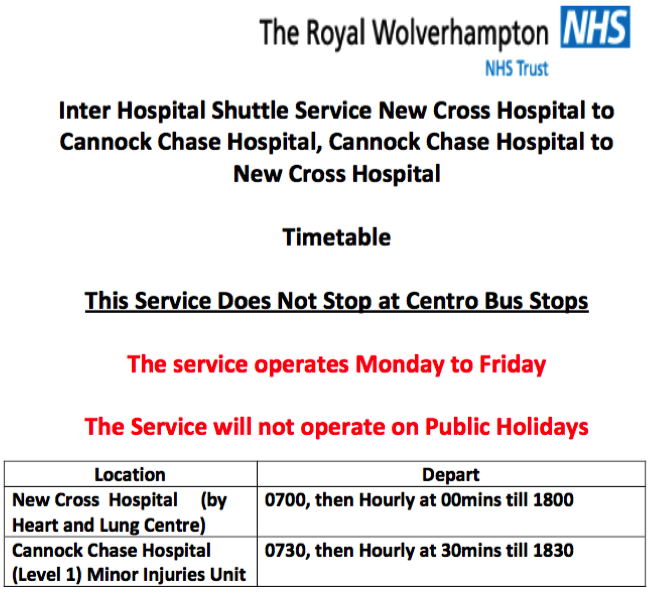 The Royal Wolverhampton NHS
NHS Trust
Inter Hospital Shuttle Service New Cross Hospital to
Cannock Chase Hospital, Cannock Chase Hospital to
New Cross Hospital
Timetable
This Service Does Not Stop at Centro Bus Stops
The service operates Monday to Friday
The Service will not operate on Public Holidays
Location Depart
New Cross Hospital (by 0700, then Hourly at 00mins till 1800
Heart and Lung Centre)
Cannock Chase Hospital 0730, then Hourly at 30mins till 1830
(Level 1) Minor Injuries Unit